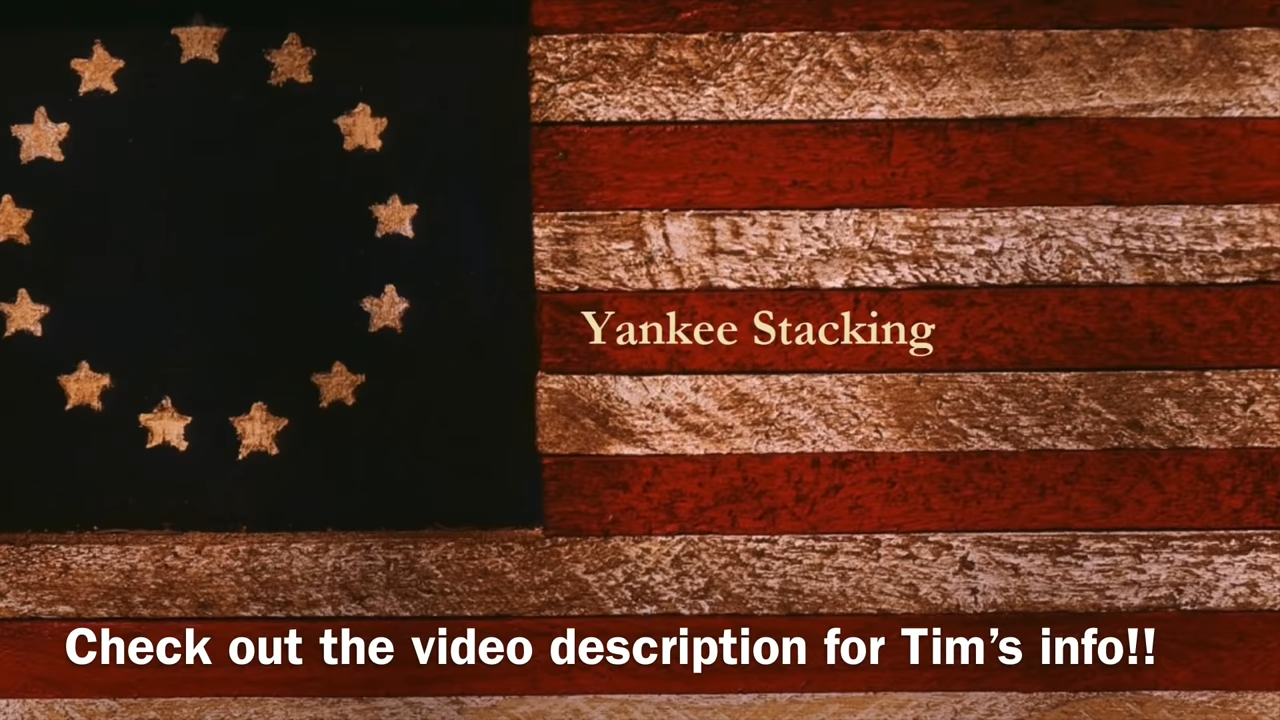 Yankee Stacking
Check out the video description for Tim’s info!!